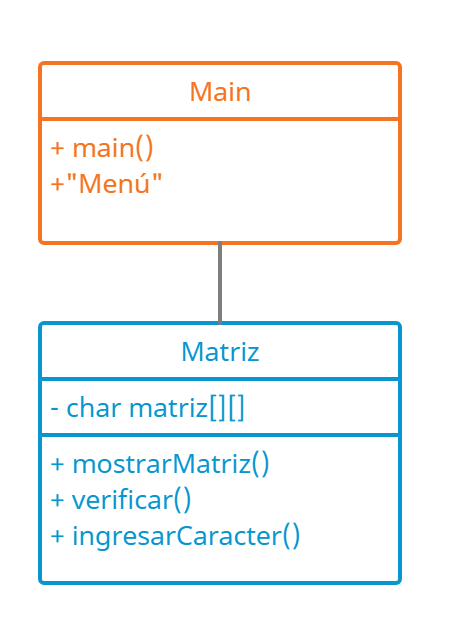 Main
+ main()
+"Menú"
Matriz
- char matriz[][]
+ mostrarMatriz()
+ verificar()
+ ingresarCaracter()